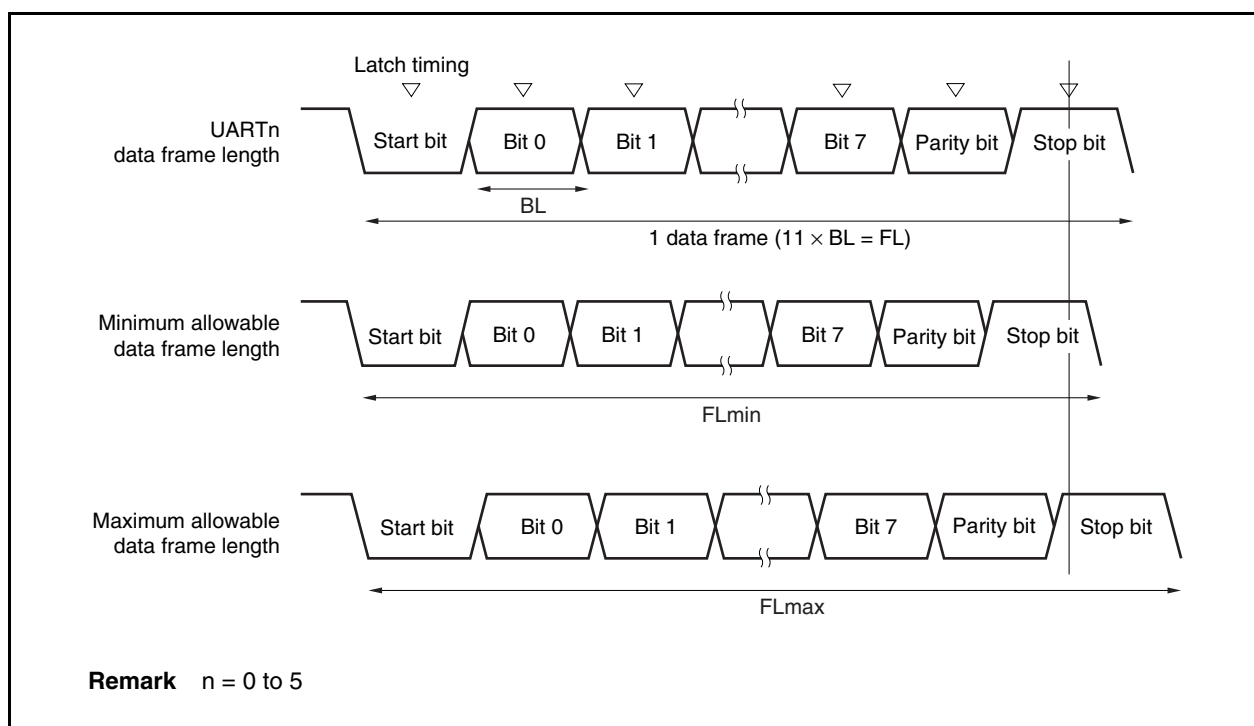 Latch timing
UARTn
data frame length
Start bit
Bit 0
Bit 1
Bit 7
Parity bit
Stop bit
BL
1 data frame (11 × BL = FL)
Minimum allowable
data frame length
Start bit
Bit 0
Bit 1
Bit 7
Parity bit
Stop bit
FLmin
Maximum allowable
data frame length
Start bit
Bit 0
Bit 1
Bit 7
Parity bit
Stop bit
FLmax
Remark n = 0 to 5